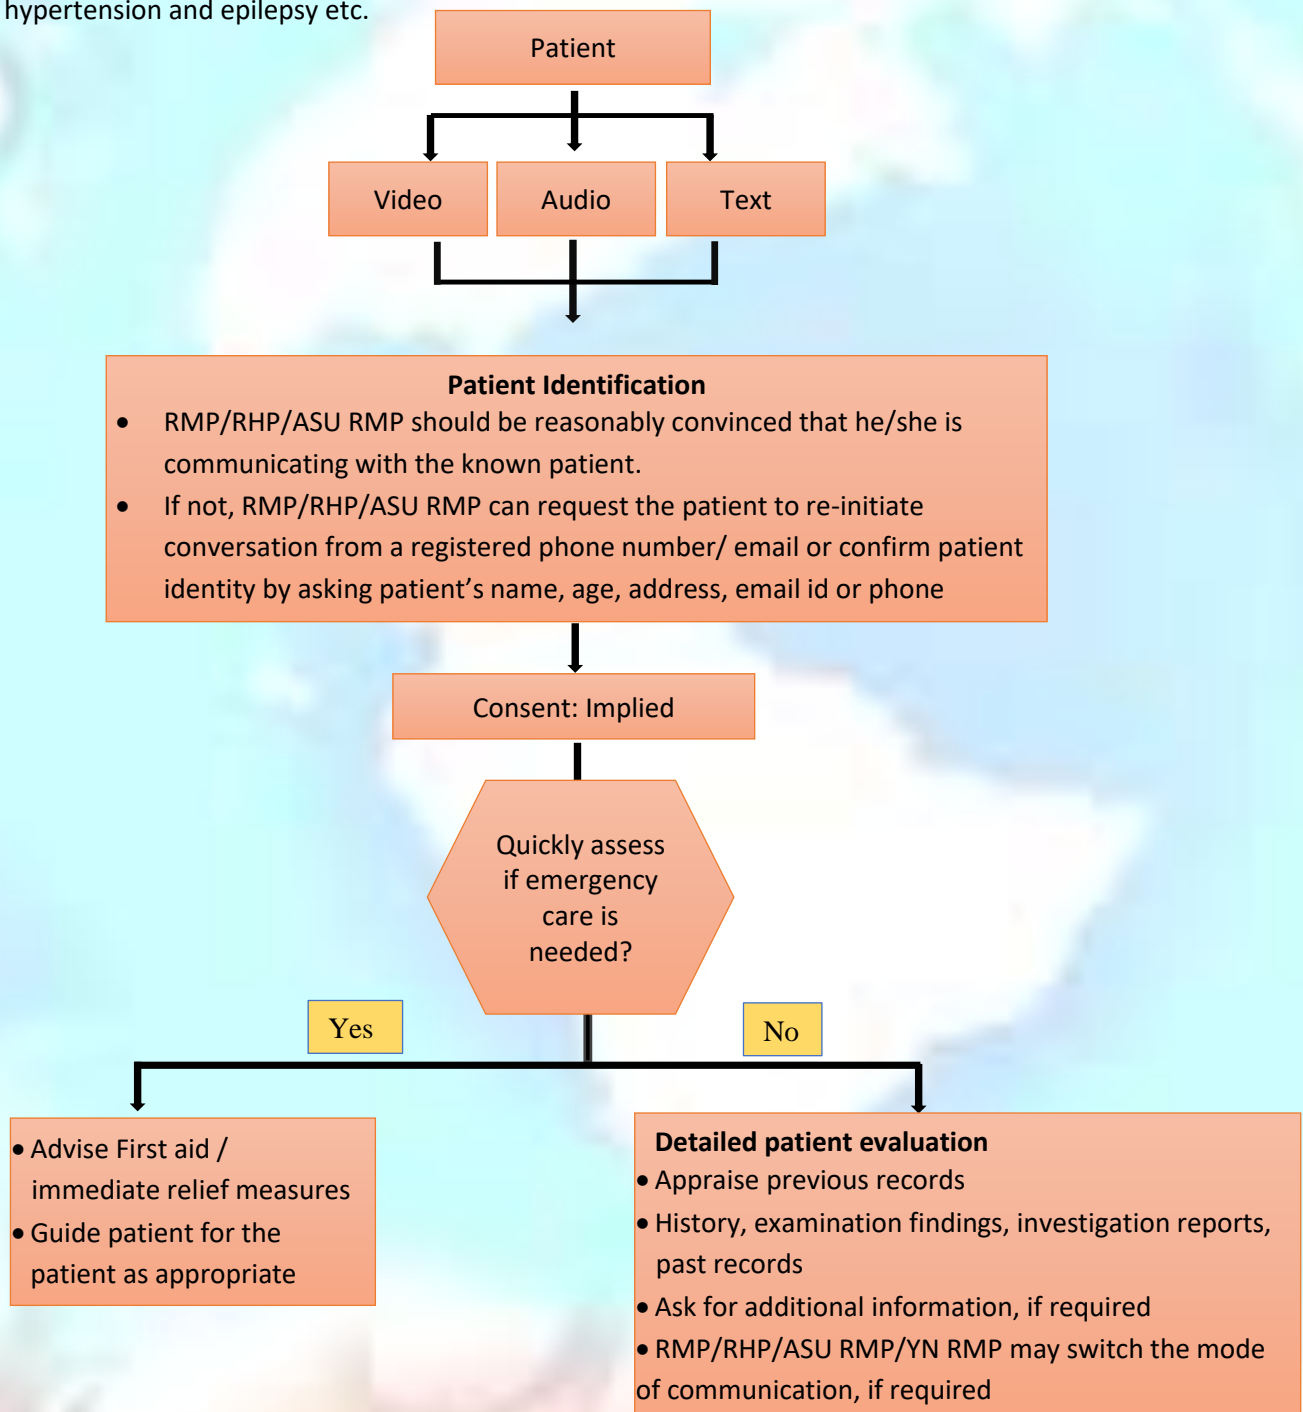 hypertension and epilepsy etc.
Patient
Video
Audio
Text
Patient Identification
• RMP/RHP/ASU RMP should be reasonably convinced that he/she is
communicating with the known patient.
• If not, RMP/RHP/ASU RMP can request the patient to re-initiate
conversation from a registered phone number/ email or confirm patient
identity by asking patient's name, age, address, email id or phone
Consent: Implied
Quickly assess
if emergency
care is
needed?
Yes
No
• Advise First aid /
immediate relief measures
• Guide patient for the
patient as appropriate
Detailed patient evaluation
• Appraise previous records
• History, examination findings, investigation reports,
past records
• Ask for additional information, if required
• RMP/RHP/ASU RMP/YN RMP may switch the mode
of communication, if required